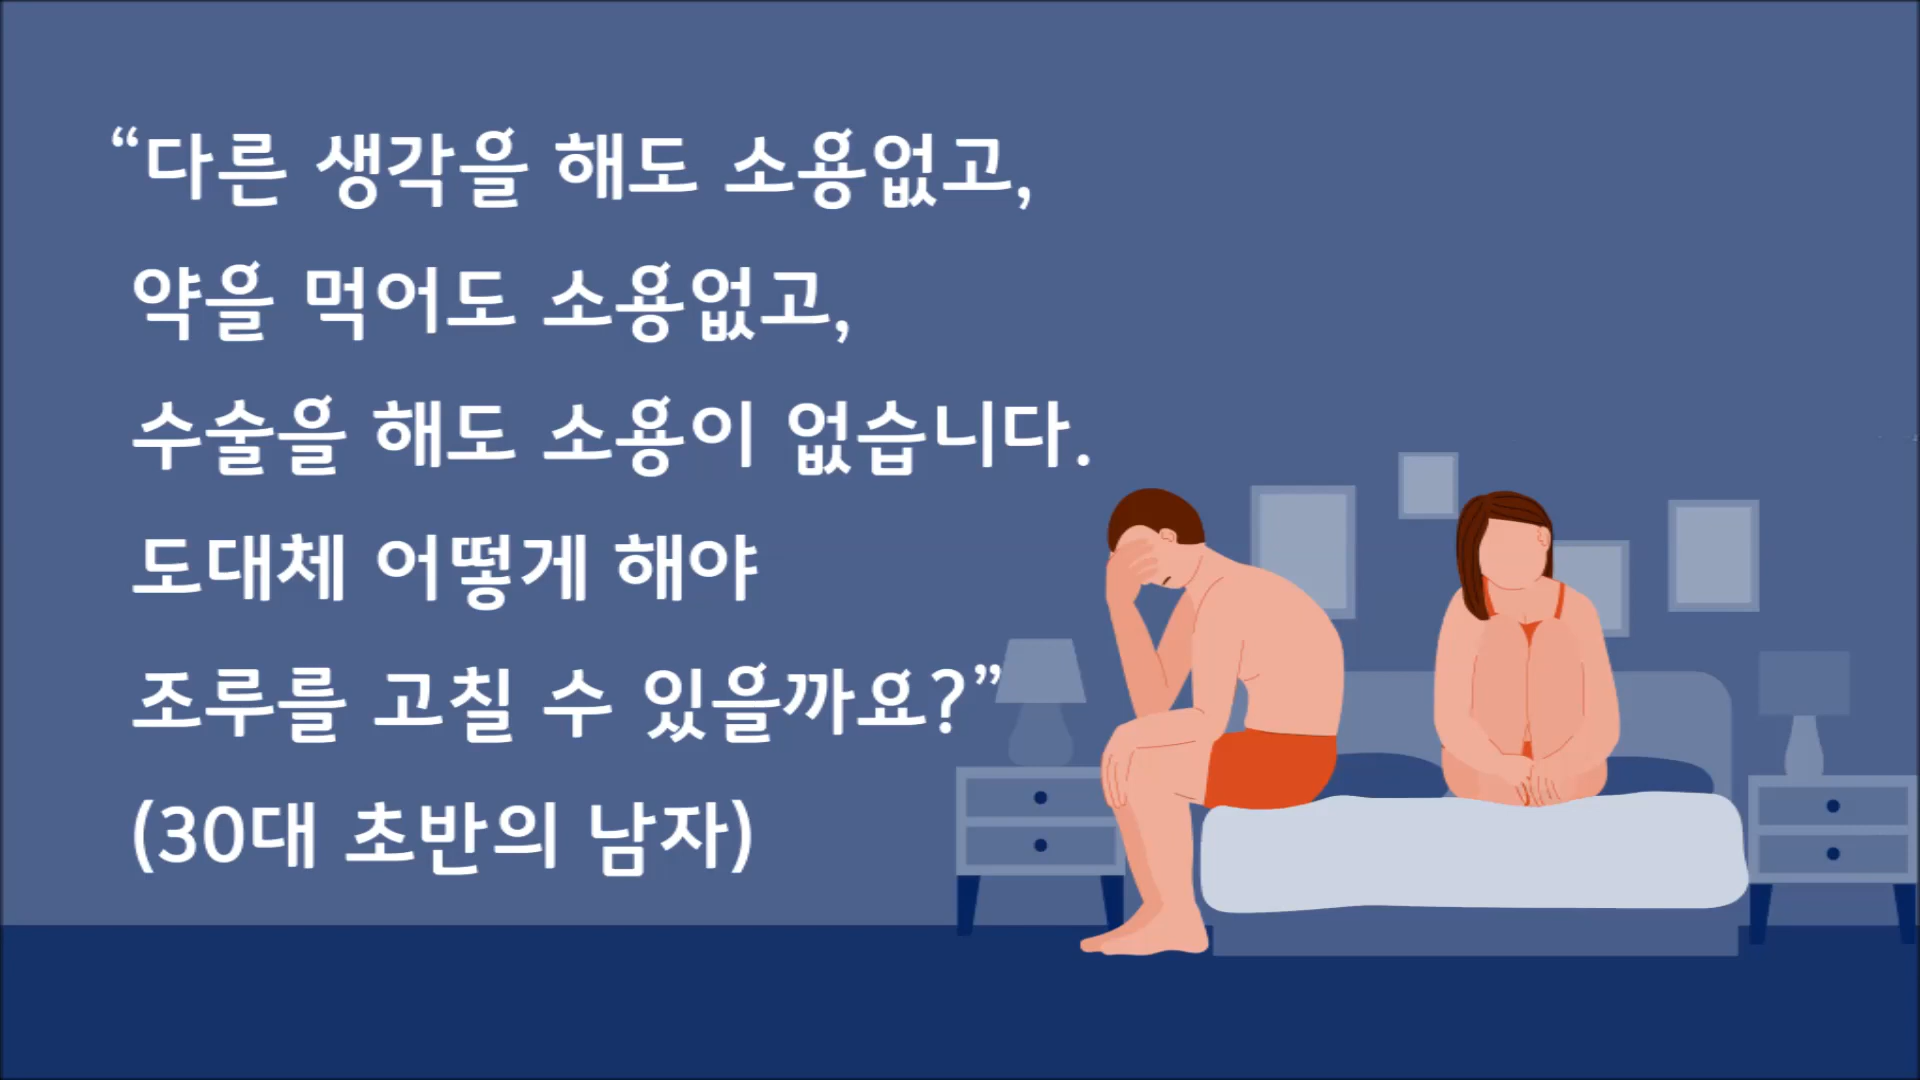 “다른 생각을 해도 소용없고,
약을 먹어도 소용없고,
수술을 해도 소용이 없습니다.
도대체 어떻게 해야
조루를 고칠 수 있을까요?”
(30대 초반의 남자)